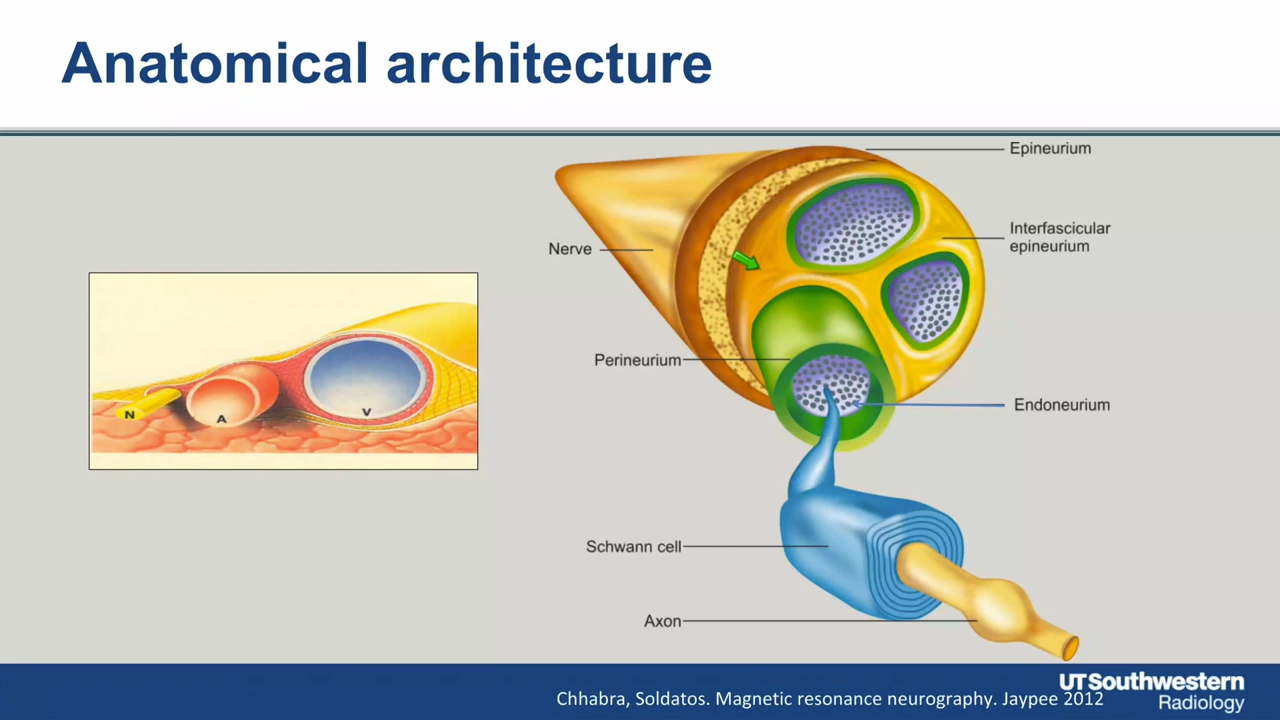 Anatomical architecture
Epineurium
Interfascicular
epineurium
Nerve
Perineurium
Endoneurium
N
A
V
Schwann cell
Axon
Chhabra, Soldatos. Magnetic resonance neurography. Jaypee 2012
UTSouthwestern
Radiology